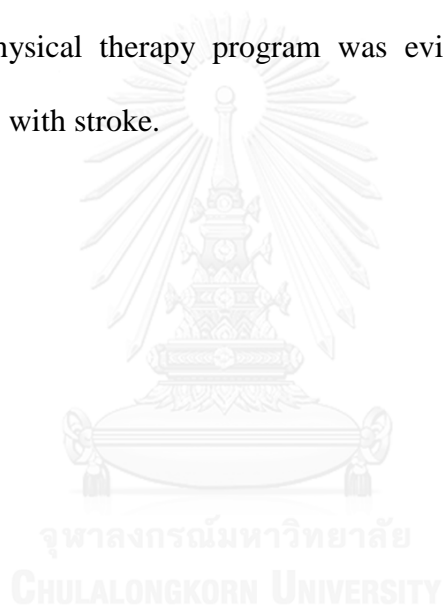 hysical therapy program was evi
with stroke.
จุฬาลงกรณ์มหาวิทยาลัย
CHULALONGKORN UNIVERSITY